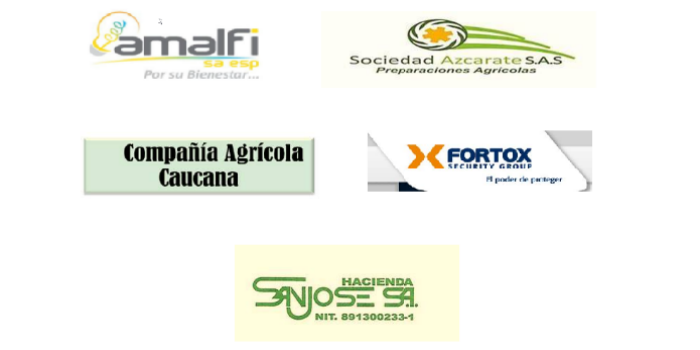 amalfi
sa esp
Por su Bienestar...
Sociedad Azcarate S.A.S
Preparaciones Agrícolas
Compañía Agrícola
Caucana
FORTOX
SECURITY GROUP
El poder de proteger
HACIENDA
SANJOSE S.A.
NIT. 891300233-1